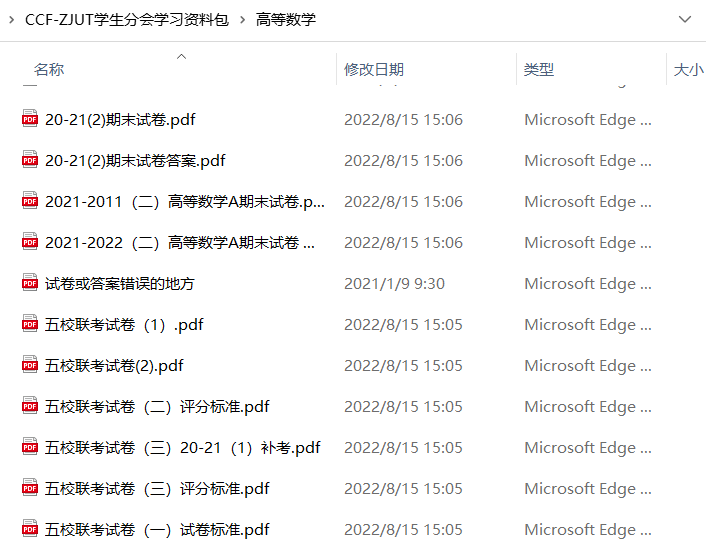 CCF-ZJUT学生分会学习资料包 > 高等数学
名称 修改日期 类型 大小
20-21(2)期末试卷.pdf 2022/8/15 15:06 Microsoft Edge ...
20-21(2)期末试卷答案.pdf 2022/8/15 15:06 Microsoft Edge ...
2021-2011（二）高等数学A期末试卷.p... 2022/8/15 15:06 Microsoft Edge ...
2021-2022（二）高等数学A期末试卷 ... 2022/8/15 15:06 Microsoft Edge ...
试卷或答案错误的地方 2021/1/9 9:30 Microsoft Edge ...
五校联考试卷（1）.pdf 2022/8/15 15:05 Microsoft Edge ...
五校联考试卷(2).pdf 2022/8/15 15:05 Microsoft Edge ...
五校联考试卷（二）评分标准.pdf 2022/8/15 15:05 Microsoft Edge ...
五校联考试卷（三）20-21（1）补考.pdf 2022/8/15 15:05 Microsoft Edge ...
五校联考试卷（三）评分标准.pdf 2022/8/15 15:05 Microsoft Edge ...
五校联考试卷（一）试卷标准.pdf 2022/8/15 15:05 Microsoft Edge ...